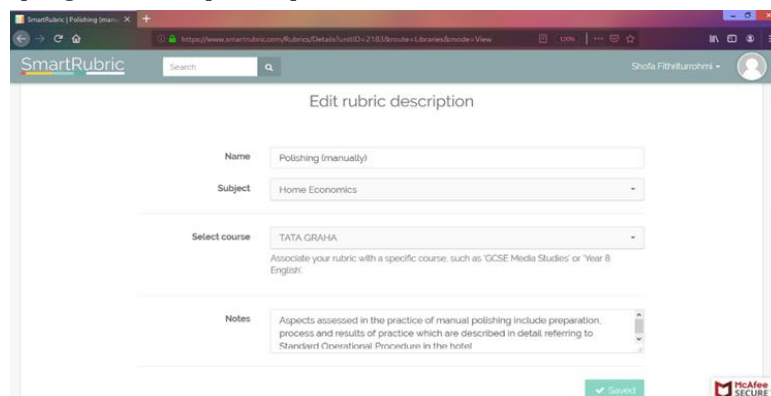 SmartRubric | Polishing (man
https://www.smartrubric.com/Rubrics/Details?unitID=2183&route=Libraries&mode=View 120%
SmartRubric Search Shofa Fithriturrohmi
Edit rubric description
Name Polishing (manually)
Subject Home Economics
Select course TATA GRAHA
Associate your rubric with a specific course, such as 'GCSE Media Studies' or 'Year 8
English'.
Notes Aspects assessed in the practice of manual polishing include preparation,
process and results of practice which are described in detail referring to
Standard Operational Procedure in the hotel
Saved
McAfee
SECURE